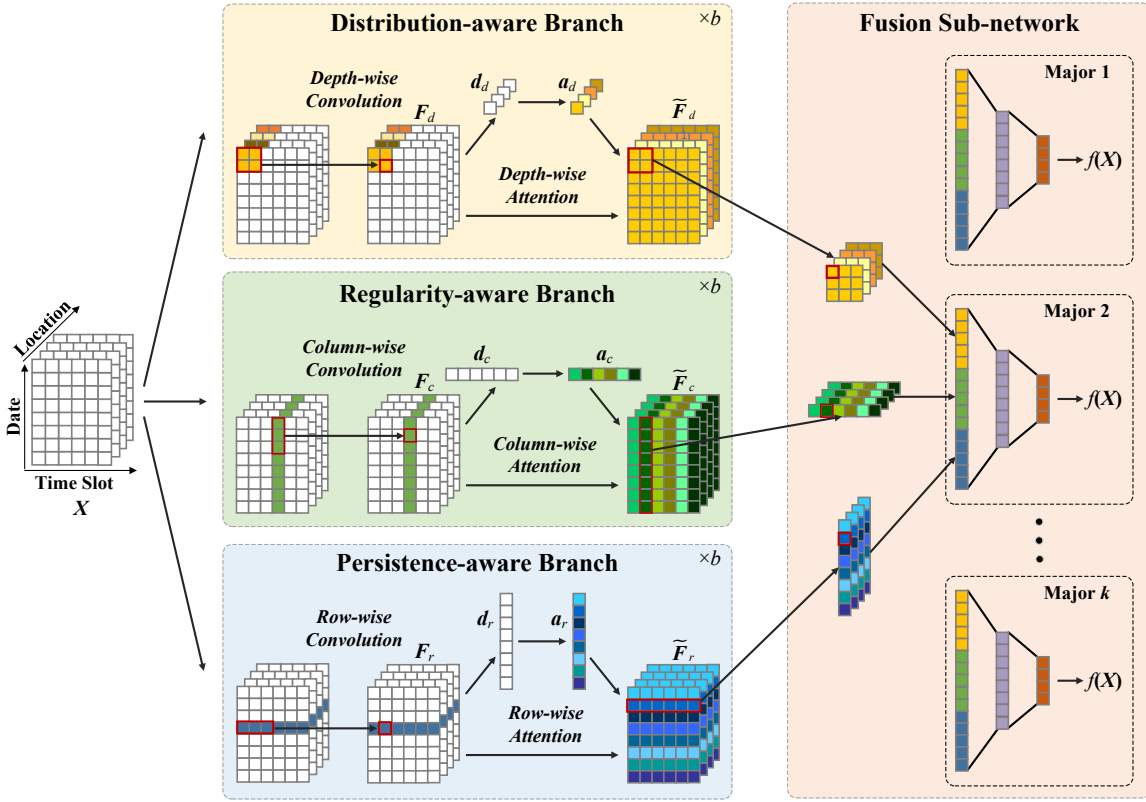 Distribution-aware Branch
×b
Depth-wise
Convolution
F_d
d_d
a_d
F̃_d
Depth-wise
Attention
Regularity-aware Branch
×b
Column-wise
Convolution
F_c
d_c
a_c
F̃_c
Column-wise
Attention
Persistence-aware Branch
×b
Row-wise
Convolution
F_r
d_r
a_r
F̃_r
Row-wise
Attention
Location
Date
Time Slot
X
Fusion Sub-network
Major 1
f(X)
Major 2
f(X)
Major k
f(X)